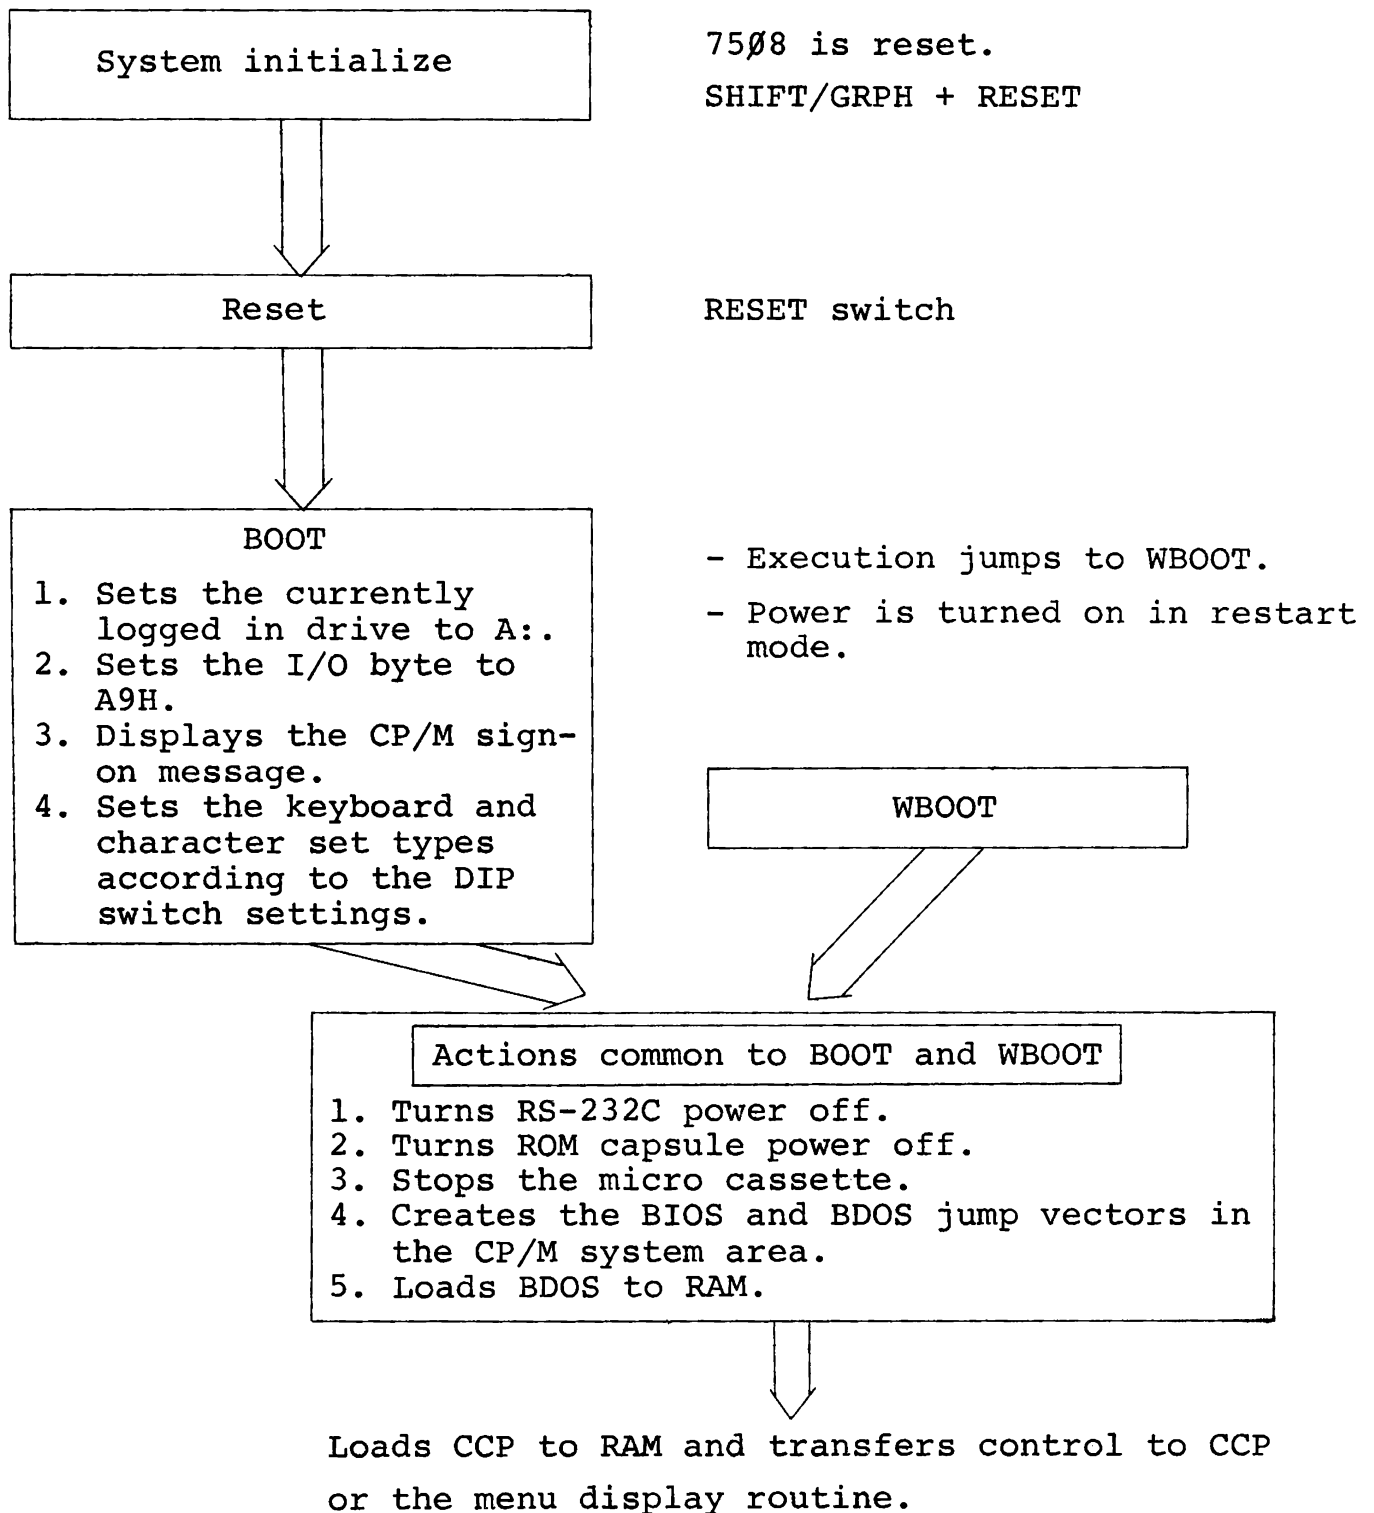 System initialize
75Ø8 is reset.
SHIFT/GRPH + RESET
Reset
RESET switch
BOOT
1. Sets the currently
logged in drive to A:.
2. Sets the I/O byte to
A9H.
3. Displays the CP/M sign-
on message.
4. Sets the keyboard and
character set types
according to the DIP
switch settings.
- Execution jumps to WBOOT.
- Power is turned on in restart
mode.
WBOOT
Actions common to BOOT and WBOOT
1. Turns RS-232C power off.
2. Turns ROM capsule power off.
3. Stops the micro cassette.
4. Creates the BIOS and BDOS jump vectors in
the CP/M system area.
5. Loads BDOS to RAM.
Loads CCP to RAM and transfers control to CCP
or the menu display routine.